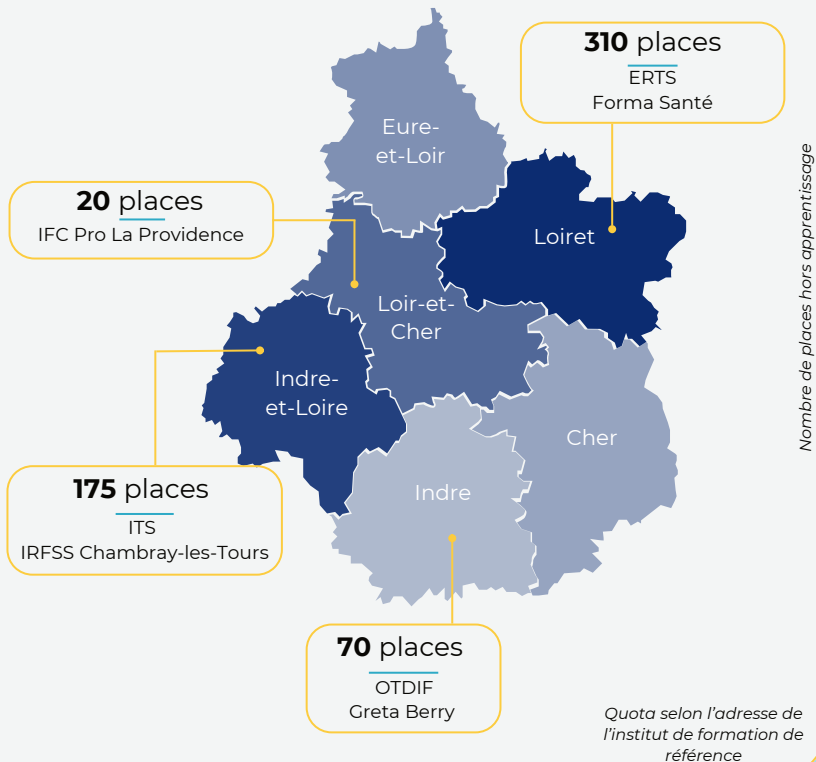 310 places
ERTS
Forma Santé
Eure-
et-Loir
20 places
IFC Pro La Providence
Loiret
Loir-et-
Cher
Indre-
et-Loire
Cher
175 places
ITS
IRFSS Chambray-les-Tours
Indre
70 places
OTDIF
Greta Berry
Nombre de places hors apprentissage
Quota selon l’adresse de
l’institut de formation de
référence